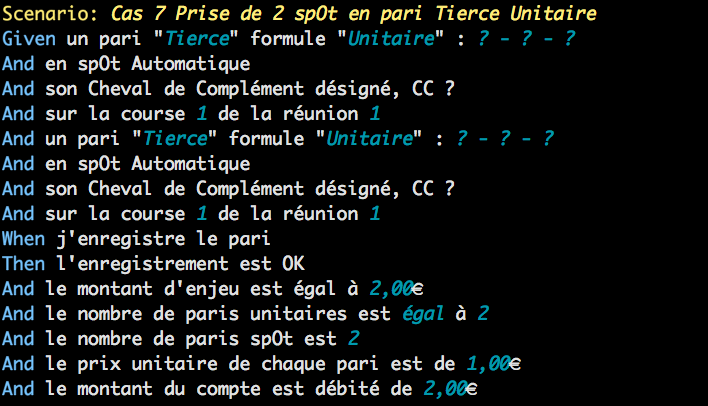 Scenario: Cas 7 Prise de 2 spOt en pari Tierce Unitaire
Given un pari "Tierce" formule "Unitaire" : ? - ? - ?
And en spOt Automatique
And son Cheval de Complément désigné, CC ?
And sur la course 1 de la réunion 1
And un pari "Tierce" formule "Unitaire" : ? - ? - ?
And en spOt Automatique
And son Cheval de Complément désigné, CC ?
And sur la course 1 de la réunion 1
When j'enregistre le pari
Then l'enregistrement est OK
And le montant d'enjeu est égal à 2,00€
And le nombre de paris unitaires est égal à 2
And le nombre de paris spOt est 2
And le prix unitaire de chaque pari est de 1,00€
And le montant du compte est débité de 2,00€